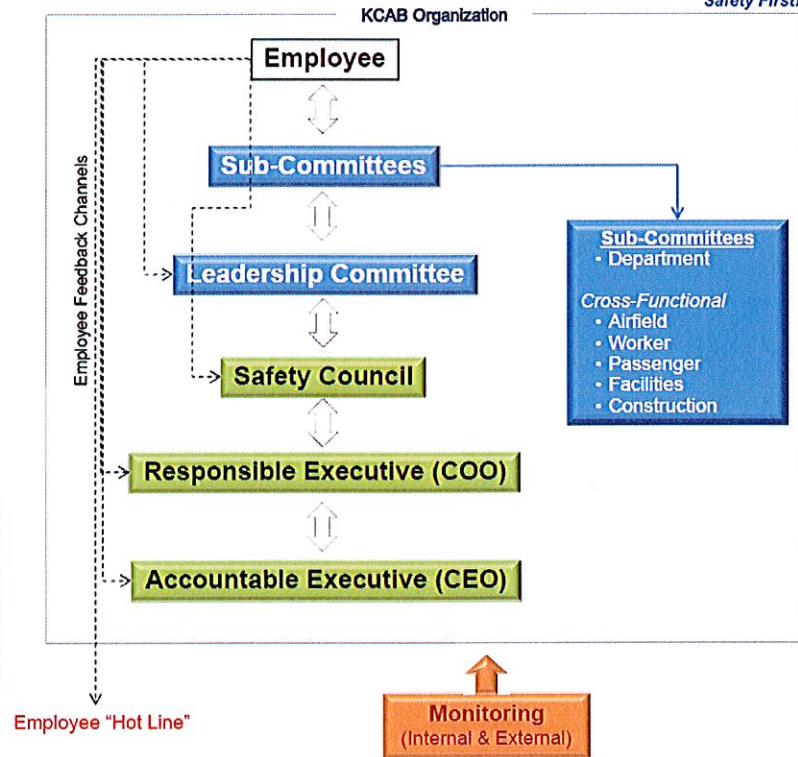 Safety First!
KCAB Organization
Employee
Sub-Committees
Leadership Committee
Safety Council
Responsible Executive (COO)
Accountable Executive (CEO)
Employee Feedback Channels
Sub-Committees
• Department
Cross-Functional
• Airfield
• Worker
• Passenger
• Facilities
• Construction
Employee “Hot Line”
Monitoring
(Internal & External)